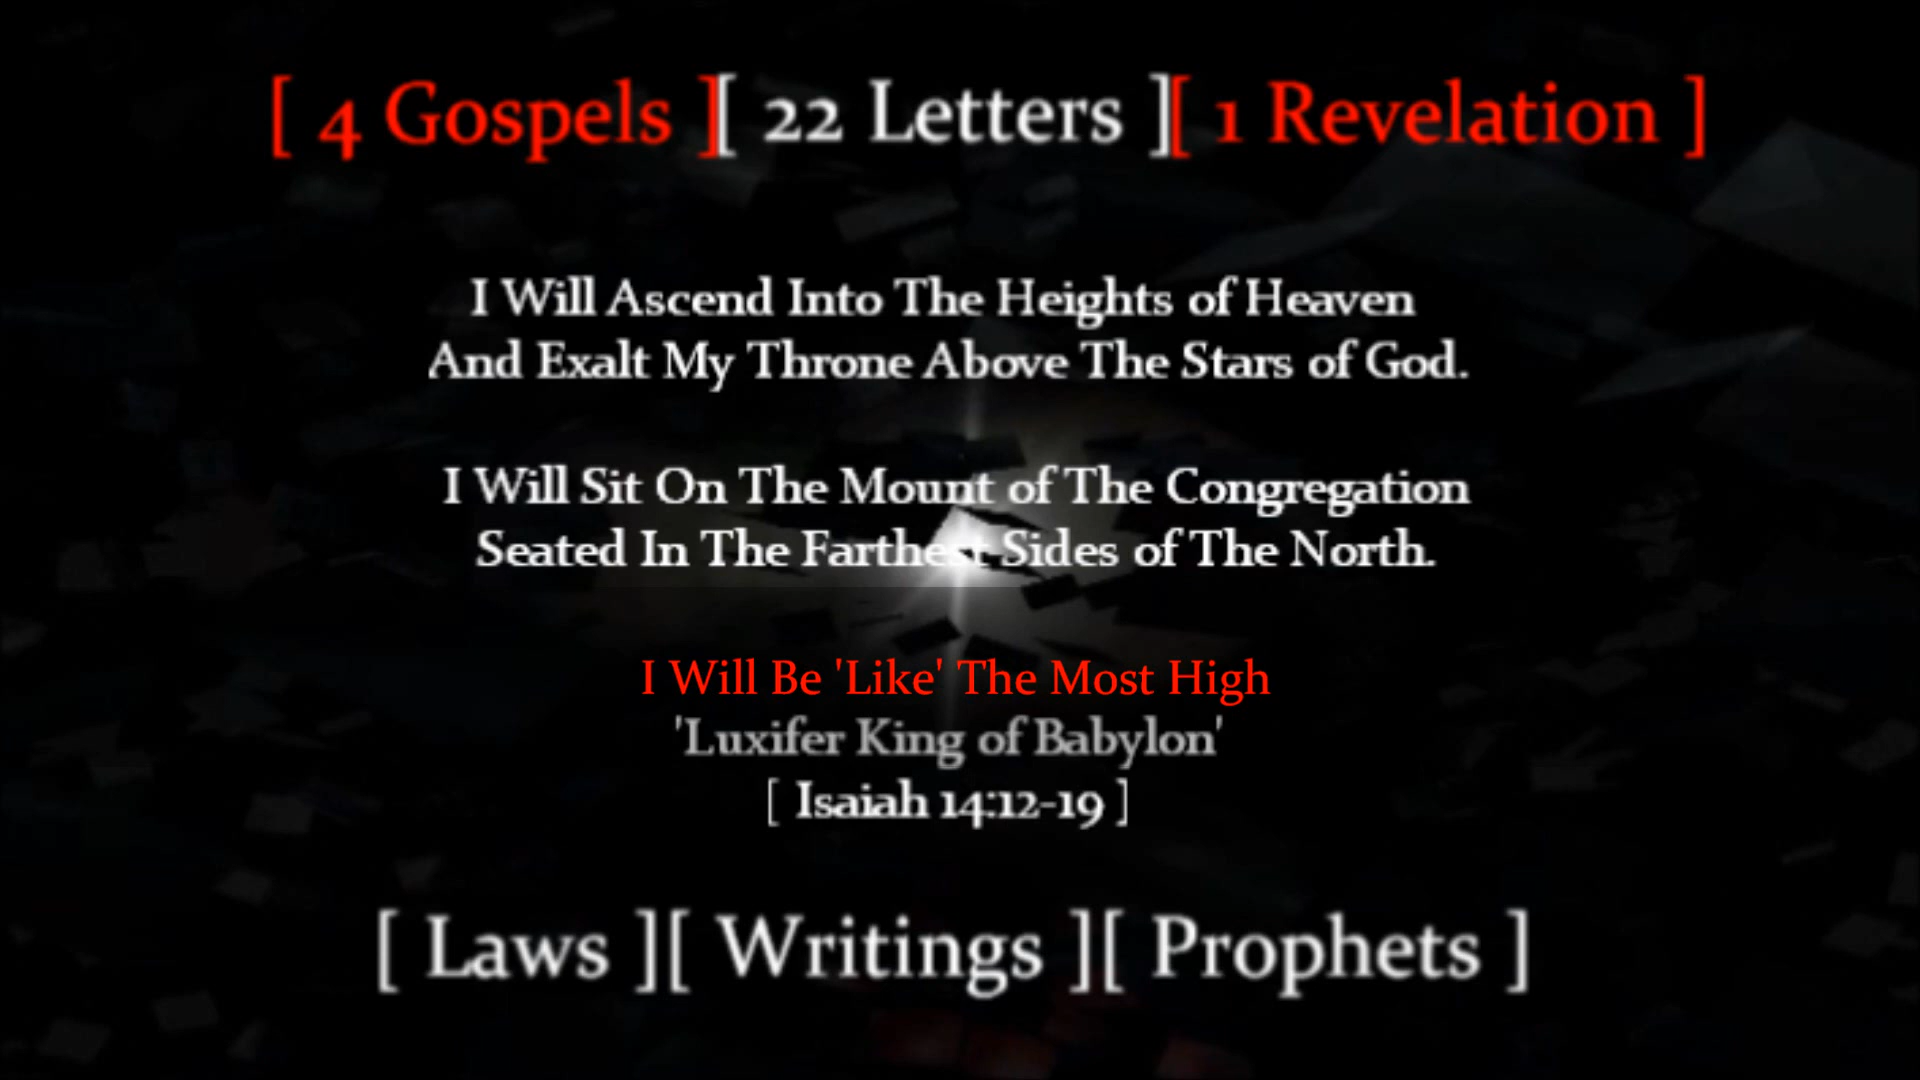 [ 4 Gospels ][ 22 Letters ][ 1 Revelation ]
I Will Ascend Into The Heights of Heaven
And Exalt My Throne Above The Stars of God.
I Will Sit On The Mount of The Congregation
Seated In The Farthest Sides of The North.
I Will Be 'Like' The Most High
'Luxifer King of Babylon'
[ Isaiah 14:12-19 ]
[ Laws ][ Writings ][ Prophets ]